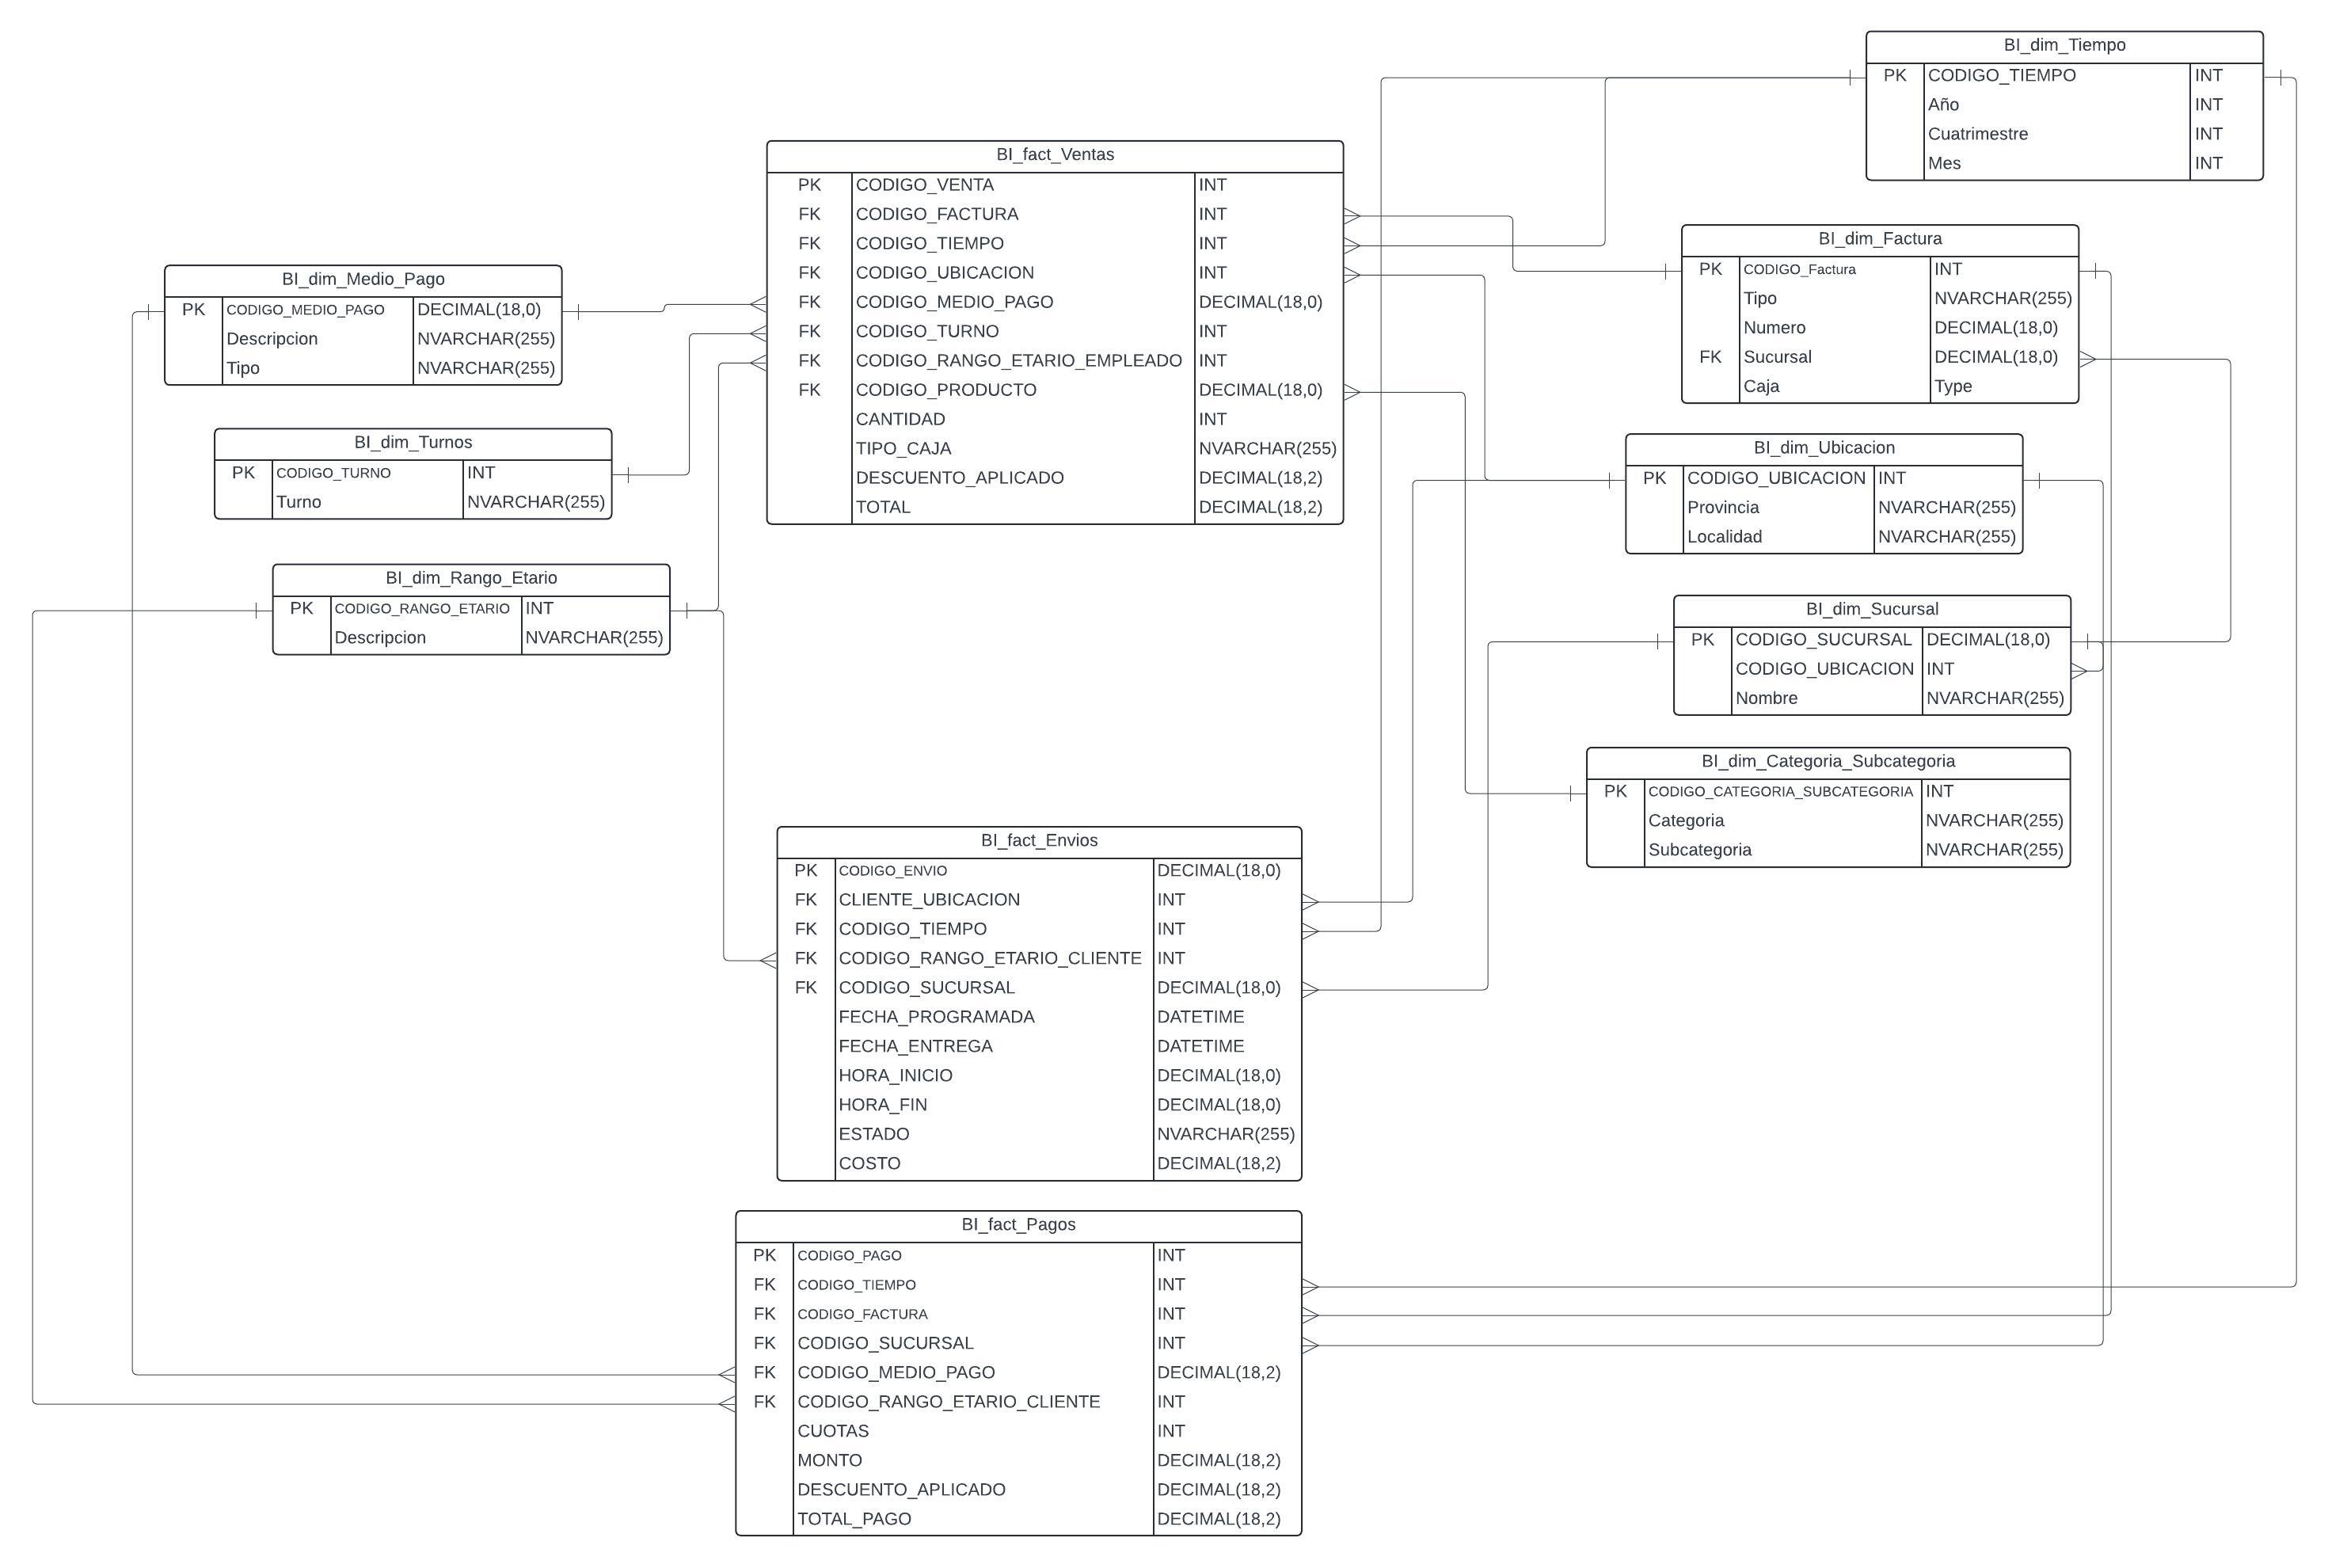 BI_dim_Tiempo
PK CODIGO_TIEMPO INT
Año INT
Cuatrimestre INT
Mes INT
BI_fact_Ventas
PK CODIGO_VENTA INT
FK CODIGO_FACTURA INT
FK CODIGO_TIEMPO INT
FK CODIGO_UBICACION INT
FK CODIGO_MEDIO_PAGO DECIMAL(18,0)
FK CODIGO_TURNO INT
FK CODIGO_RANGO_ETARIO_EMPLEADO INT
FK CODIGO_PRODUCTO DECIMAL(18,0)
CANTIDAD INT
TIPO_CAJA NVARCHAR(255)
DESCUENTO_APLICADO DECIMAL(18,2)
TOTAL DECIMAL(18,2)
BI_dim_Factura
PK CODIGO_Factura INT
Tipo NVARCHAR(255)
Numero DECIMAL(18,0)
FK Sucursal DECIMAL(18,0)
Caja Type
BI_dim_Medio_Pago
PK CODIGO_MEDIO_PAGO DECIMAL(18,0)
Descripcion NVARCHAR(255)
Tipo NVARCHAR(255)
BI_dim_Turnos
PK CODIGO_TURNO INT
Turno NVARCHAR(255)
BI_dim_Ubicacion
PK CODIGO_UBICACION INT
Provincia NVARCHAR(255)
Localidad NVARCHAR(255)
BI_dim_Rango_Etario
PK CODIGO_RANGO_ETARIO INT
Descripcion NVARCHAR(255)
BI_dim_Sucursal
PK CODIGO_SUCURSAL DECIMAL(18,0)
CODIGO_UBICACION INT
Nombre NVARCHAR(255)
BI_dim_Categoria_Subcategoria
PK CODIGO_CATEGORIA_SUBCATEGORIA INT
Categoria NVARCHAR(255)
Subcategoria NVARCHAR(255)
BI_fact_Envios
PK CODIGO_ENVIO DECIMAL(18,0)
FK CLIENTE_UBICACION INT
FK CODIGO_TIEMPO INT
FK CODIGO_RANGO_ETARIO_CLIENTE INT
FK CODIGO_SUCURSAL DECIMAL(18,0)
FECHA_PROGRAMADA DATETIME
FECHA_ENTREGA DATETIME
HORA_INICIO DECIMAL(18,0)
HORA_FIN DECIMAL(18,0)
ESTADO NVARCHAR(255)
COSTO DECIMAL(18,2)
BI_fact_Pagos
PK CODIGO_PAGO INT
FK CODIGO_TIEMPO INT
FK CODIGO_FACTURA INT
FK CODIGO_SUCURSAL INT
FK CODIGO_MEDIO_PAGO DECIMAL(18,2)
FK CODIGO_RANGO_ETARIO_CLIENTE INT
CUOTAS INT
MONTO DECIMAL(18,2)
DESCUENTO_APLICADO DECIMAL(18,2)
TOTAL_PAGO DECIMAL(18,2)